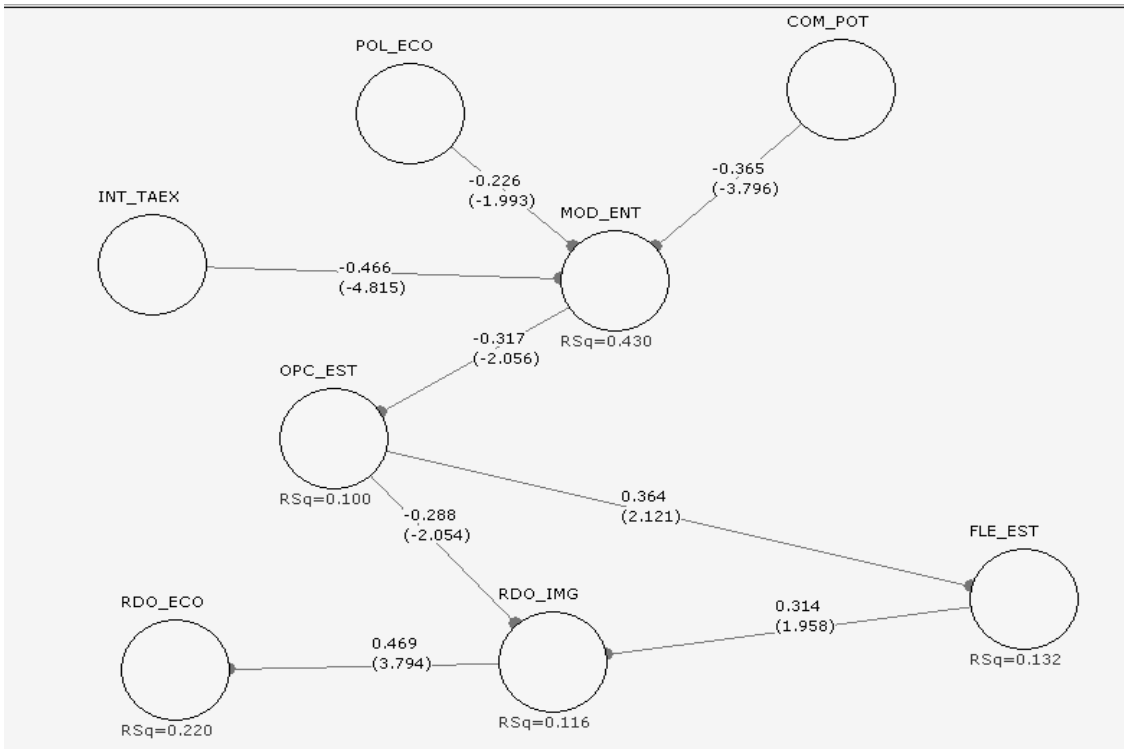 COM_POT
POL_ECO
-0.226
(-1.993)
-0.365
(-3.796)
INT_TAEX
MOD_ENT
-0.466
(-4.815)
RSq=0.430
-0.317
(-2.056)
OPC_EST
RSq=0.100
0.364
(2.121)
-0.288
(-2.054)
FLE_EST
RDO_ECO
RDO_IMG
0.314
(1.958)
0.469
(3.794)
RSq=0.132
RSq=0.220
RSq=0.116